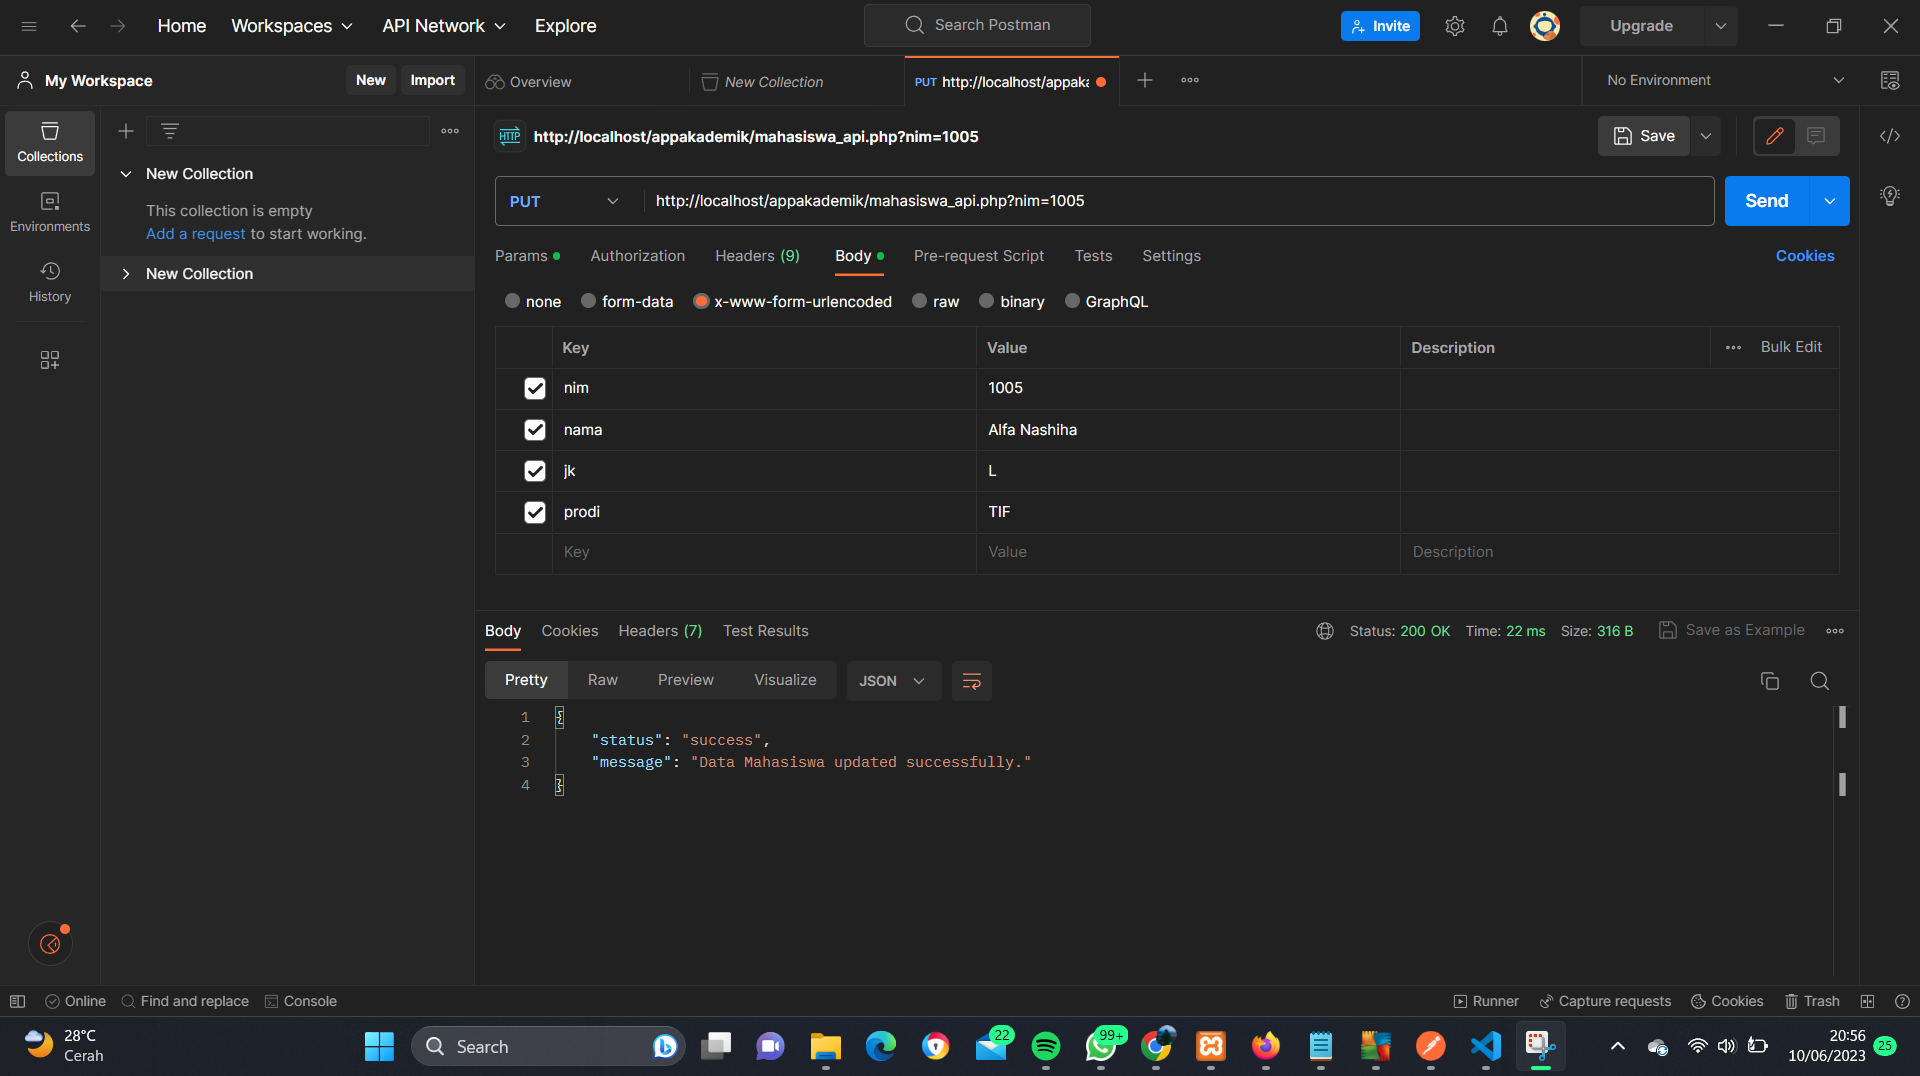 Home Workspaces API Network Explore Search Postman Invite Upgrade
My Workspace New Import Overview New Collection PUT http://localhost/appaka No Environment
Collections
Environments
History
New Collection
This collection is empty
Add a request to start working.
New Collection
HTTP http://localhost/appakademik/mahasiswa_api.php?nim=1005 Save
PUT http://localhost/appakademik/mahasiswa_api.php?nim=1005 Send
Params Authorization Headers (9) Body Pre-request Script Tests Settings Cookies
none form-data x-www-form-urlencoded raw binary GraphQL
Key Value Description Bulk Edit
nim 1005
nama Alfa Nashiha
jk L
prodi TIF
Key Value Description
Body Cookies Headers (7) Test Results Status: 200 OK Time: 22 ms Size: 316 B Save as Example
Pretty Raw Preview Visualize JSON
1 {
2 "status": "success",
3 "message": "Data Mahasiswa updated successfully."
4 }
Online Find and replace Console Runner Capture requests Cookies Trash
28°C
Cerah
Search
22
99+
20:56
10/06/2023
25